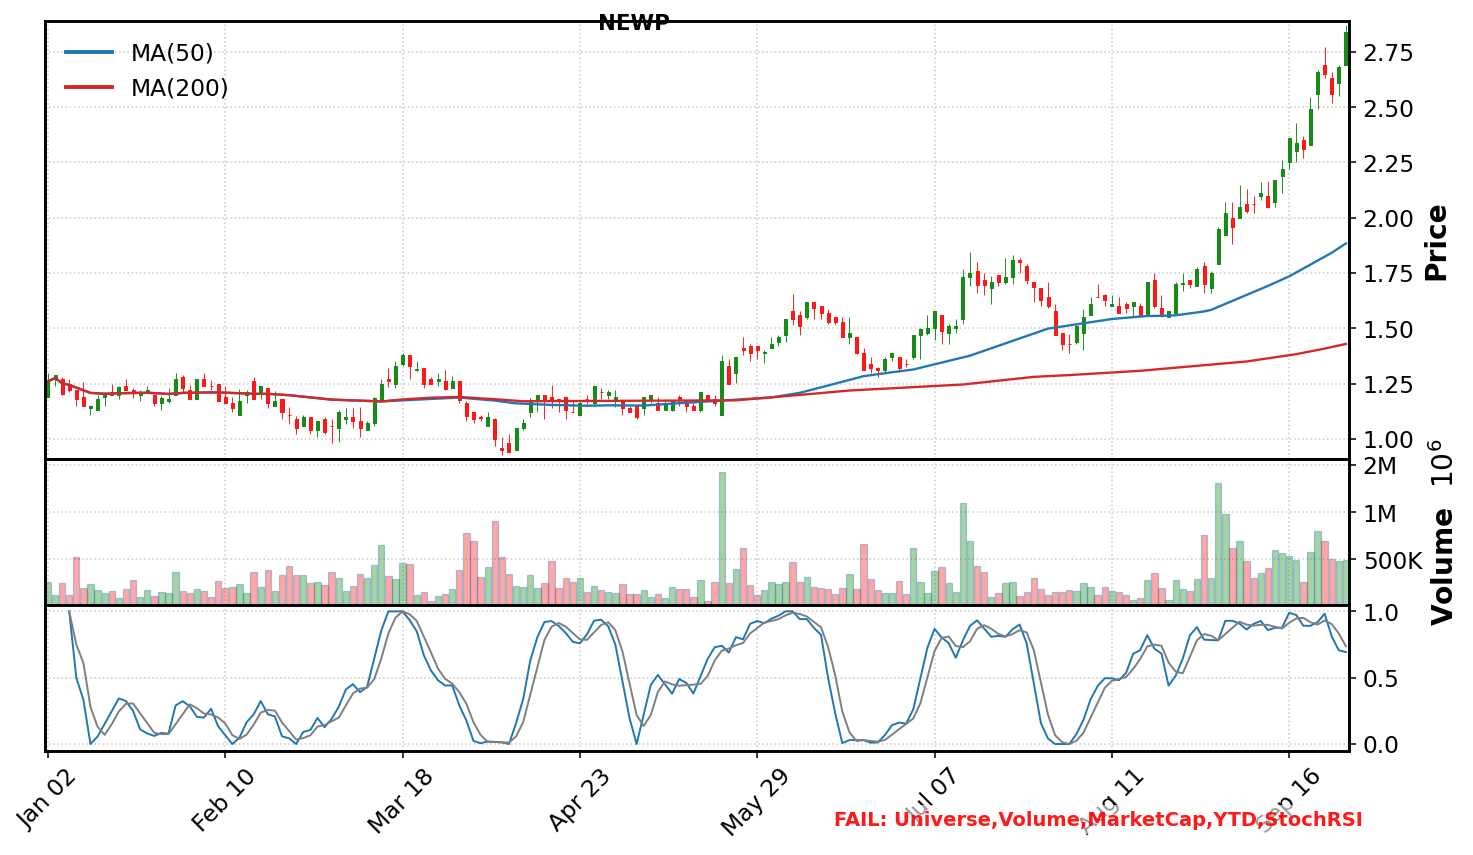 NEWP
MA(50)
MA(200)
2.75
2.50
2.25
2.00
1.75
1.50
1.25
1.00
Price
2M
1M
500K
Volume 10⁶
1.0
0.5
0.0
Jan 02
Feb 10
Mar 18
Apr 23
May 29
Jul 07
Aug 11
Sep 16
FAIL: Universe,Volume,MarketCap,YTD,StochRSI